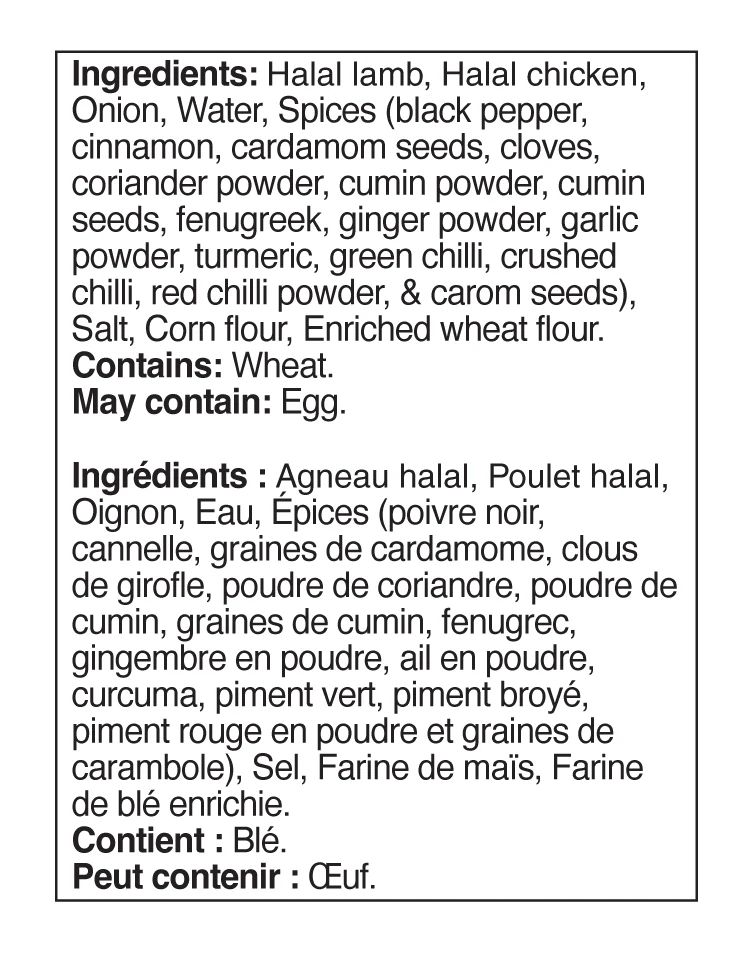 Ingredients: Halal lamb, Halal chicken,
Onion, Water, Spices (black pepper,
cinnamon, cardamom seeds, cloves,
coriander powder, cumin powder, cumin
seeds, fenugreek, ginger powder, garlic
powder, turmeric, green chilli, crushed
chilli, red chilli powder, & carom seeds),
Salt, Corn flour, Enriched wheat flour.
Contains: Wheat.
May contain: Egg.
Ingrédients : Agneau halal, Poulet halal,
Oignon, Eau, Épices (poivre noir,
cannelle, graines de cardamome, clous
de girofle, poudre de coriandre, poudre de
cumin, graines de cumin, fenugrec,
gingembre en poudre, ail en poudre,
curcuma, piment vert, piment broyé,
piment rouge en poudre et graines de
carambole), Sel, Farine de maïs, Farine
de blé enrichie.
Contient : Blé.
Peut contenir : Œuf.